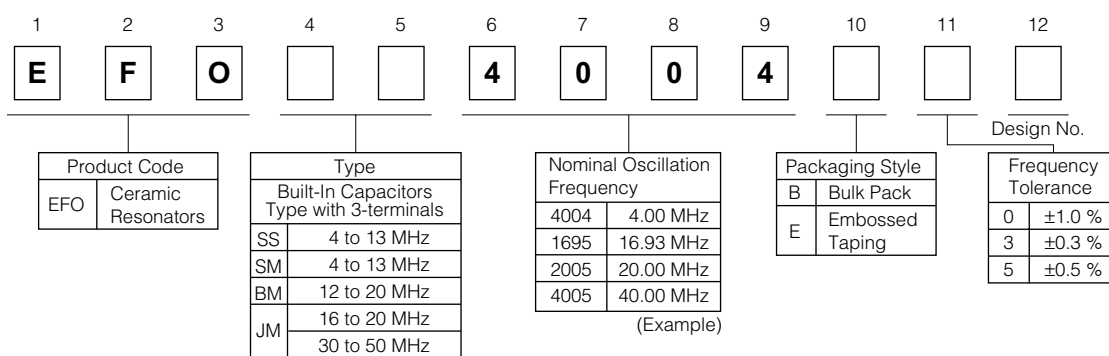 1 2 3 4 5 6 7 8 9 10 11 12
E F O 4 0 0 4
Design No.
Product Code
EFO Ceramic
Resonators
Type
Built-In Capacitors
Type with 3-terminals
SS 4 to 13 MHz
SM 4 to 13 MHz
BM 12 to 20 MHz
JM 16 to 20 MHz
30 to 50 MHz
Nominal Oscillation
Frequency
4004 4.00 MHz
1695 16.93 MHz
2005 20.00 MHz
4005 40.00 MHz
(Example)
Packaging Style
B Bulk Pack
E Embossed
Taping
Frequency
Tolerance
0 ±1.0 %
3 ±0.3 %
5 ±0.5 %